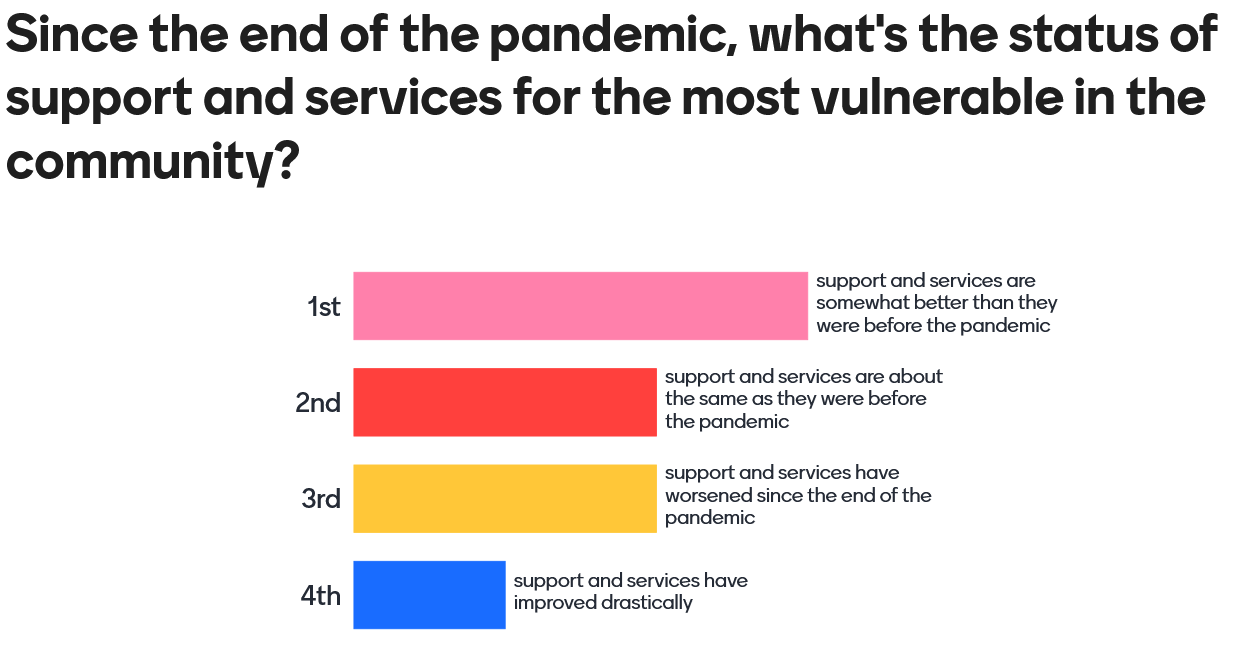 Since the end of the pandemic, what's the status of
support and services for the most vulnerable in the
community?
1st
support and services are
somewhat better than they
were before the pandemic
2nd
support and services are about
the same as they were before
the pandemic
3rd
support and services have
worsened since the end of the
pandemic
4th
support and services have
improved drastically